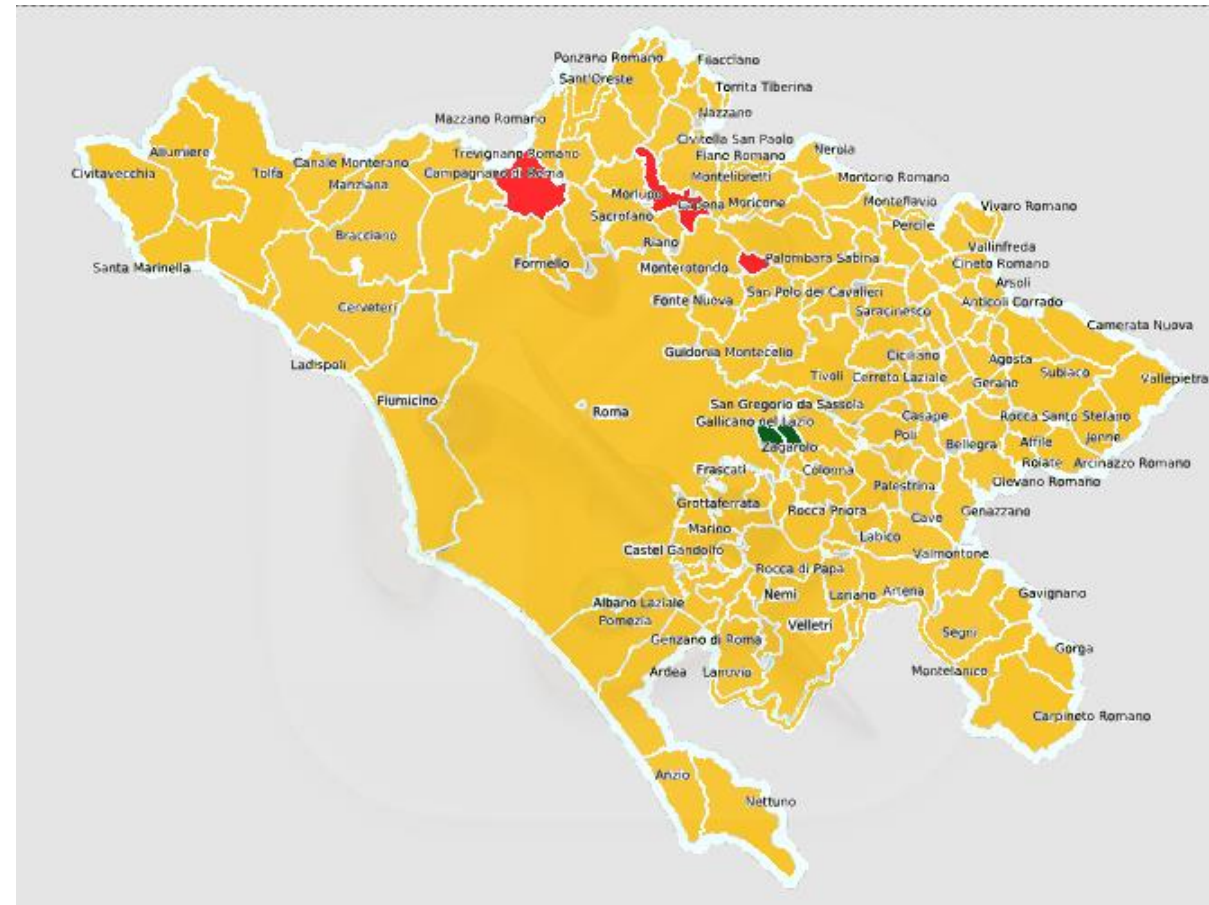 Ponzano Romano
Filacciano
Sant'Oreste
Torrita Tiberina
Nazzano
Mazzano Romano
Civitella San Paolo
Allumiere
Trevignano Romano
Fiano Romano
Nerola
Civitavecchia
Tolfa
Canale Monterano
Manziana
Campagnano di Roma
Montelibretti
Montorio Romano
Morlupo
Capena
Moricone
Monteflavio
Vivaro Romano
Sacrofano
Percile
Bracciano
Riano
Vallinfreda
Santa Marinella
Formello
Monterotondo
Palombara Sabina
Cineto Romano
Arsoli
Cerveteri
Fonte Nuova
San Polo dei Cavalieri
Saracinesco
Anticoli Corrado
Camerata Nuova
Ladispoli
Guidonia Montecelio
Ciciliano
Agosta
Subiaco
Vallepietra
Tivoli
Cerreto Laziale
Gerano
Fiumicino
Roma
San Gregorio da Sassola
Casape
Rocca Santo Stefano
Gallicano nel Lazio
Poli
Bellegra
Affile
Jenne
Zagarolo
Frascati
Colonna
Roiate
Arcinazzo Romano
Palestrina
Olevano Romano
Grottaferrata
Rocca Priora
Cave
Genazzano
Marino
Labico
Castel Gandolfo
Valmontone
Rocca di Papa
Albano Laziale
Nemi
Lariano
Artena
Gavignano
Pomezia
Velletri
Genzano di Roma
Segni
Gorga
Ardea
Lanuvio
Montelanico
Carpineto Romano
Anzio
Nettuno